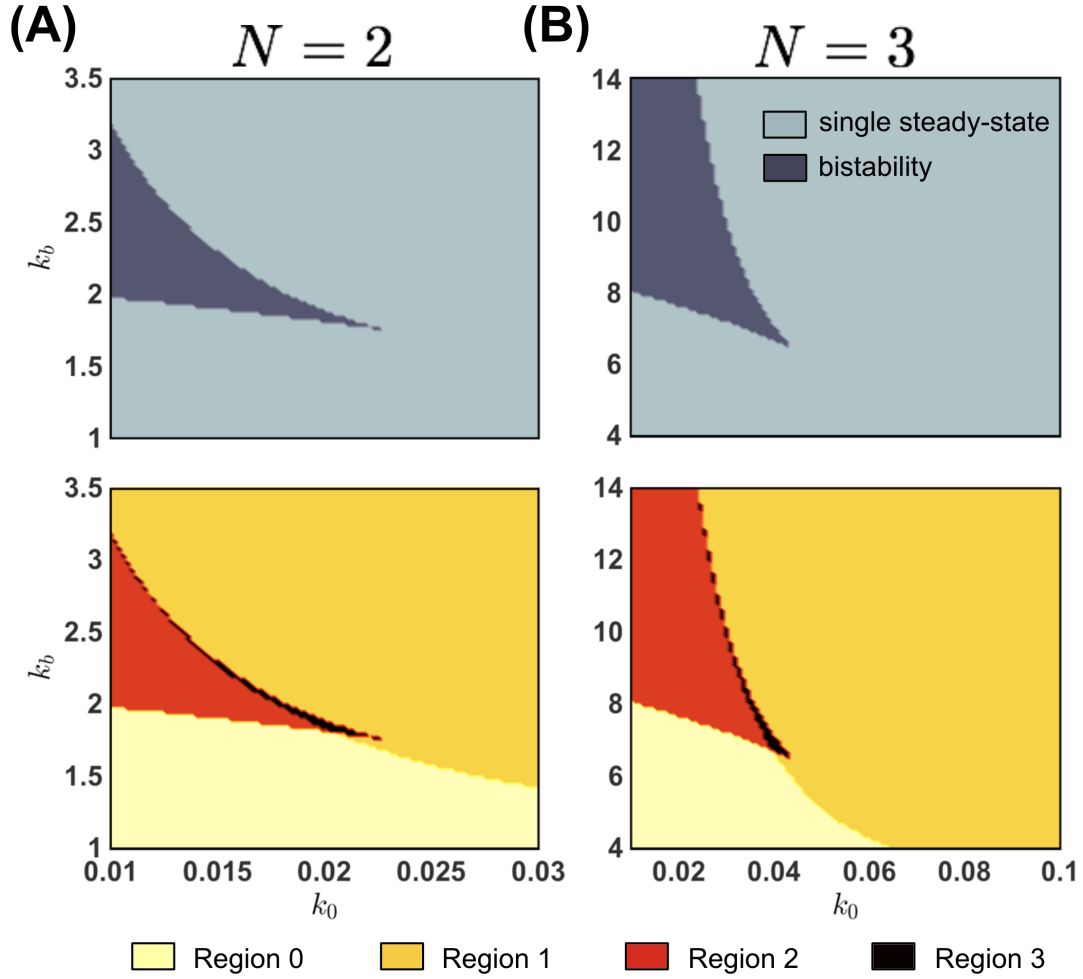 (A) (B)
N = 2 N = 3
3.5
3
2.5
2
1.5
1
k_b
14
12
10
8
6
4
single steady-state
bistability
3.5
3
2.5
2
1.5
1
k_b
0.01 0.015 0.02 0.025 0.03
k_0
14
12
10
8
6
4
0.02 0.04 0.06 0.08 0.1
k_0
Region 0 Region 1 Region 2 Region 3